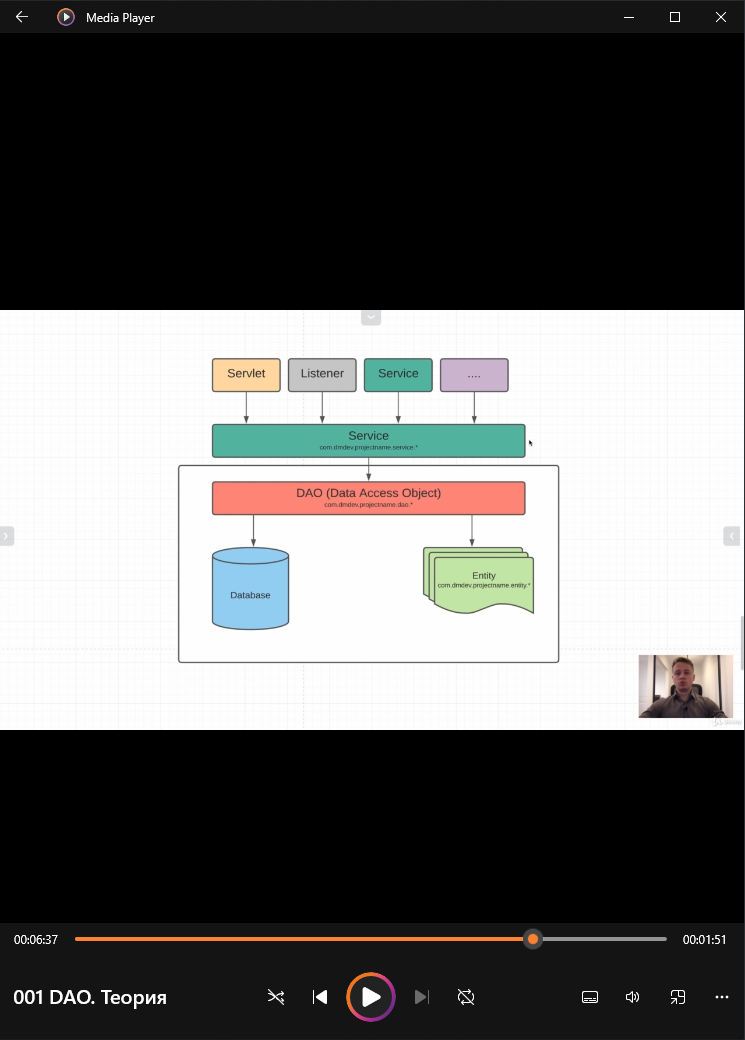 Media Player
Servlet
Listener
Service
....
Service
com.dmdev.projectname.service.*
DAO (Data Access Object)
com.dmdev.projectname.dao.*
Database
Entity
com.dmdev.projectname.entity.*
00:06:37
00:01:51
001 DAO. Теория